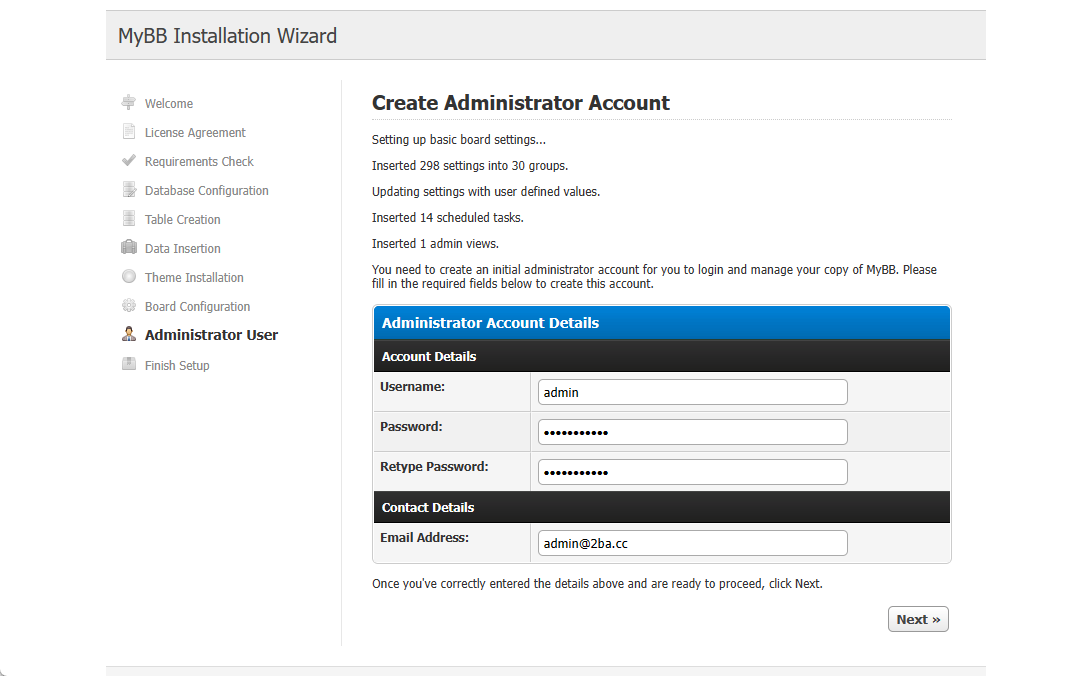 MyBB Installation Wizard
Welcome
License Agreement
Requirements Check
Database Configuration
Table Creation
Data Insertion
Theme Installation
Board Configuration
Administrator User
Finish Setup
Create Administrator Account
Setting up basic board settings...
Inserted 298 settings into 30 groups.
Updating settings with user defined values.
Inserted 14 scheduled tasks.
Inserted 1 admin views.
You need to create an initial administrator account for you to login and manage your copy of MyBB. Please
fill in the required fields below to create this account.
Administrator Account Details
Account Details
Username:
admin
Password:
•••••••••••
Retype Password:
•••••••••••
Contact Details
Email Address:
admin@2ba.cc
Once you've correctly entered the details above and are ready to proceed, click Next.
Next »